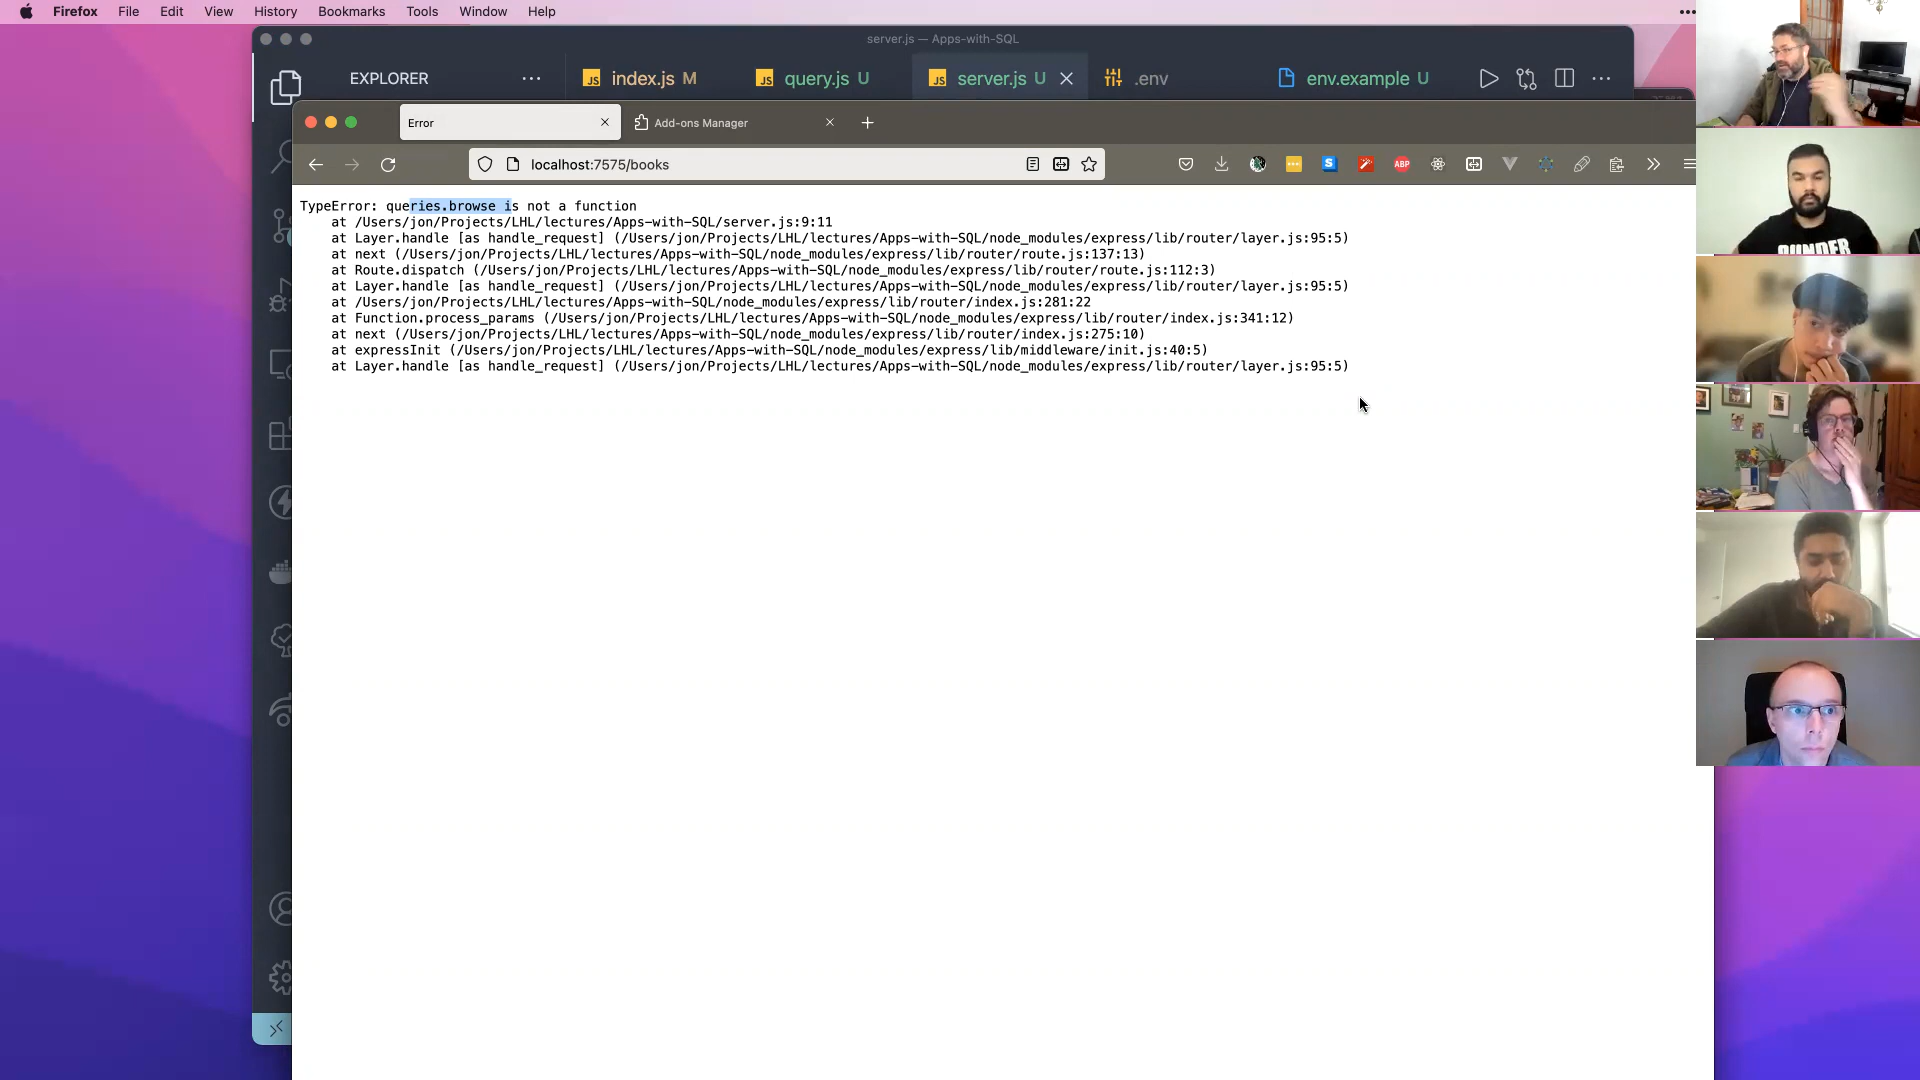 Firefox File Edit View History Bookmarks Tools Window Help
server.js — Apps-with-SQL
EXPLORER
index.js M
query.js U
server.js U
.env
env.example U
Error
Add-ons Manager
localhost:7575/books
ABP
TypeError: queries.browse is not a function
at /Users/jon/Projects/LHL/lectures/Apps-with-SQL/server.js:9:11
at Layer.handle [as handle_request] (/Users/jon/Projects/LHL/lectures/Apps-with-SQL/node_modules/express/lib/router/layer.js:95:5)
at next (/Users/jon/Projects/LHL/lectures/Apps-with-SQL/node_modules/express/lib/router/route.js:137:13)
at Route.dispatch (/Users/jon/Projects/LHL/lectures/Apps-with-SQL/node_modules/express/lib/router/route.js:112:3)
at Layer.handle [as handle_request] (/Users/jon/Projects/LHL/lectures/Apps-with-SQL/node_modules/express/lib/router/layer.js:95:5)
at /Users/jon/Projects/LHL/lectures/Apps-with-SQL/node_modules/express/lib/router/index.js:281:22
at Function.process_params (/Users/jon/Projects/LHL/lectures/Apps-with-SQL/node_modules/express/lib/router/index.js:341:12)
at next (/Users/jon/Projects/LHL/lectures/Apps-with-SQL/node_modules/express/lib/router/index.js:275:10)
at expressInit (/Users/jon/Projects/LHL/lectures/Apps-with-SQL/node_modules/express/lib/middleware/init.js:40:5)
at Layer.handle [as handle_request] (/Users/jon/Projects/LHL/lectures/Apps-with-SQL/node_modules/express/lib/router/layer.js:95:5)